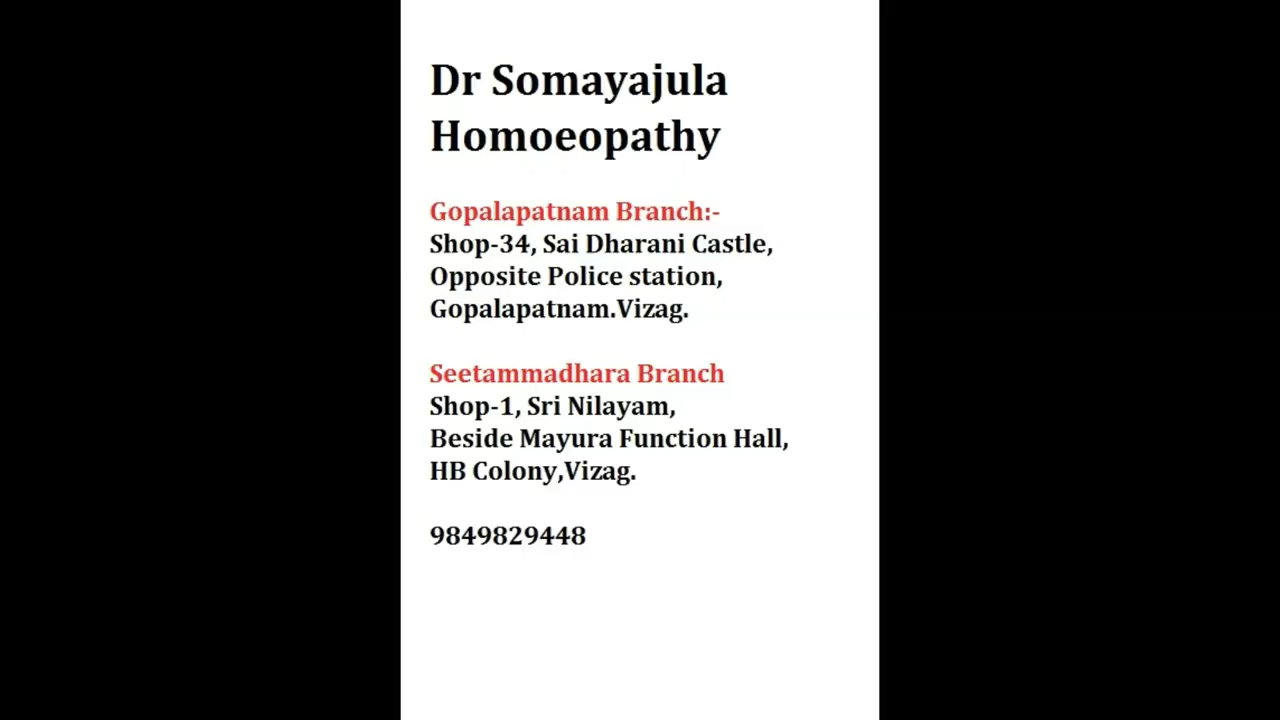 Dr Somayajula
Homoeopathy
Gopalapatnam Branch:-
Shop-34, Sai Dharani Castle,
Opposite Police station,
Gopalapatnam.Vizag.
Seetammadhara Branch
Shop-1, Sri Nilayam,
Beside Mayura Function Hall,
HB Colony,Vizag.
9849829448